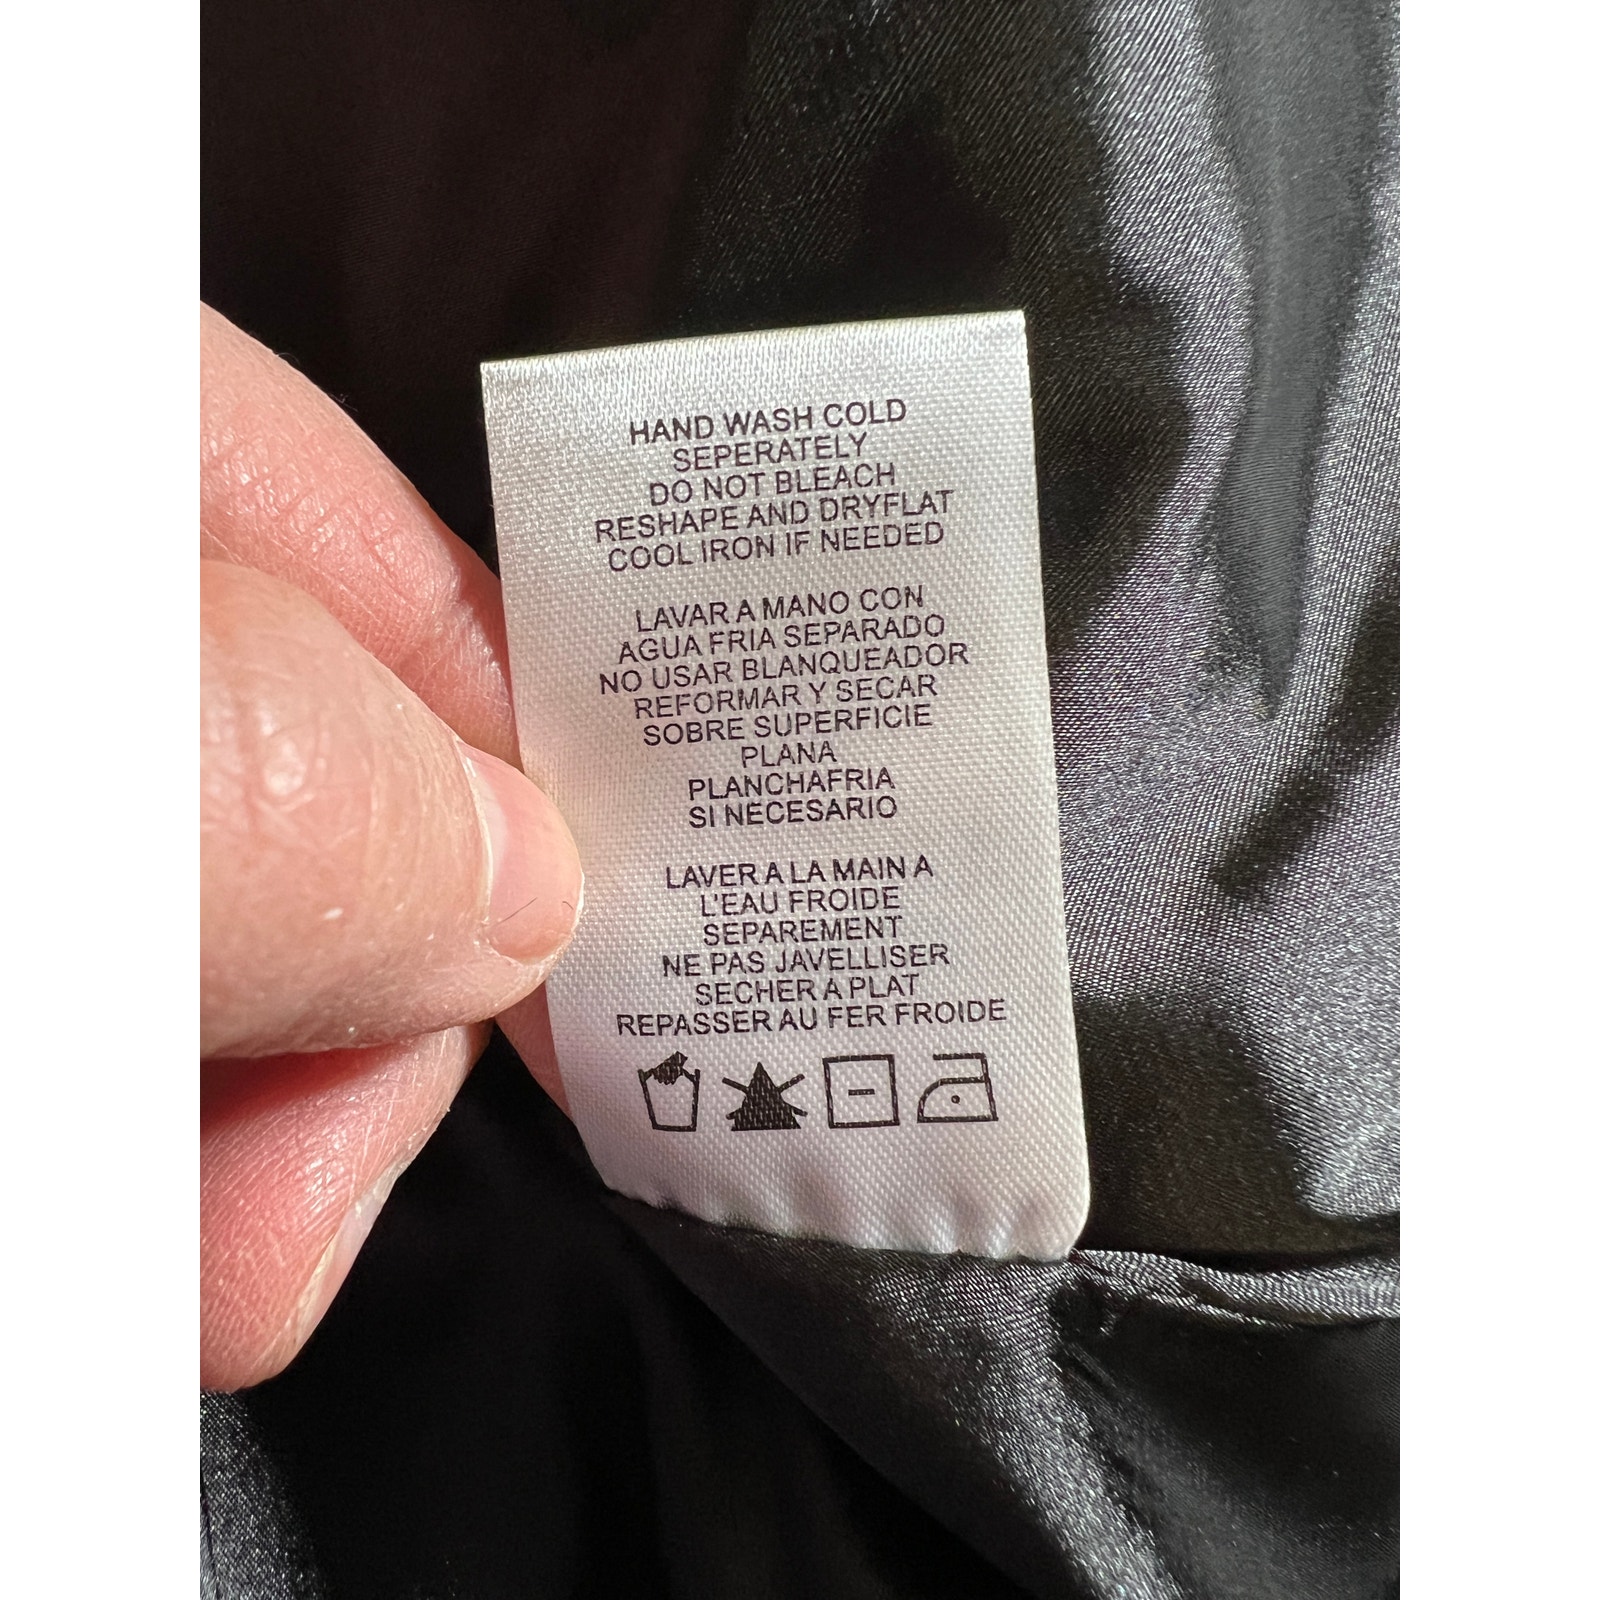 HAND WASH COLD
SEPERATELY
DO NOT BLEACH
RESHAPE AND DRYFLAT
COOL IRON IF NEEDED
LAVAR A MANO CON
AGUA FRIA SEPARADO
NO USAR BLANQUEADOR
REFORMAR Y SECAR
SOBRE SUPERFICIE
PLANA
PLANCHAFRIA
SI NECESARIO
LAVER A LA MAIN A
L'EAU FROIDE
SEPAREMENT
NE PAS JAVELLISER
SECHER A PLAT
REPASSER AU FER FROIDE